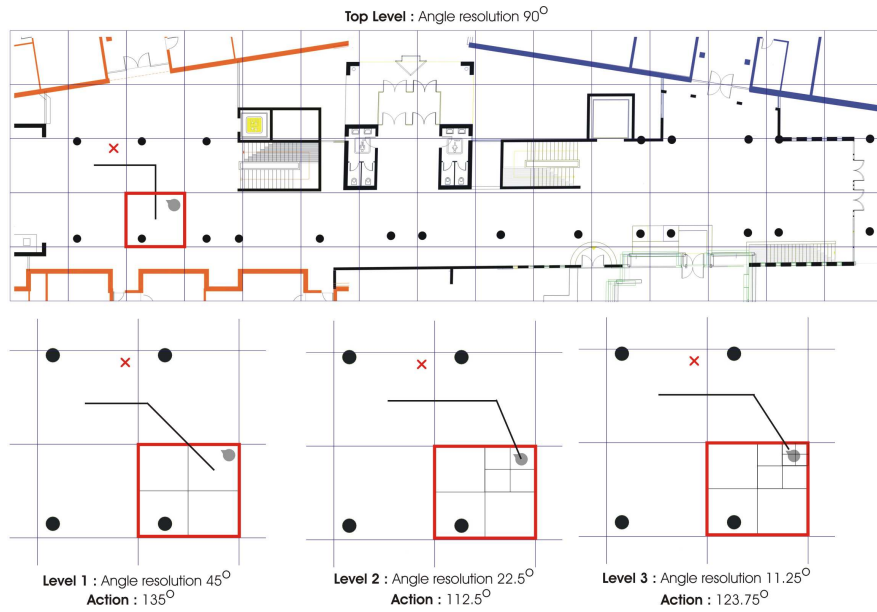 Top Level : Angle resolution 90°
Level 1 : Angle resolution 45°
Action : 135°
Level 2 : Angle resolution 22.5°
Action : 112.5°
Level 3 : Angle resolution 11.25°
Action : 123.75°